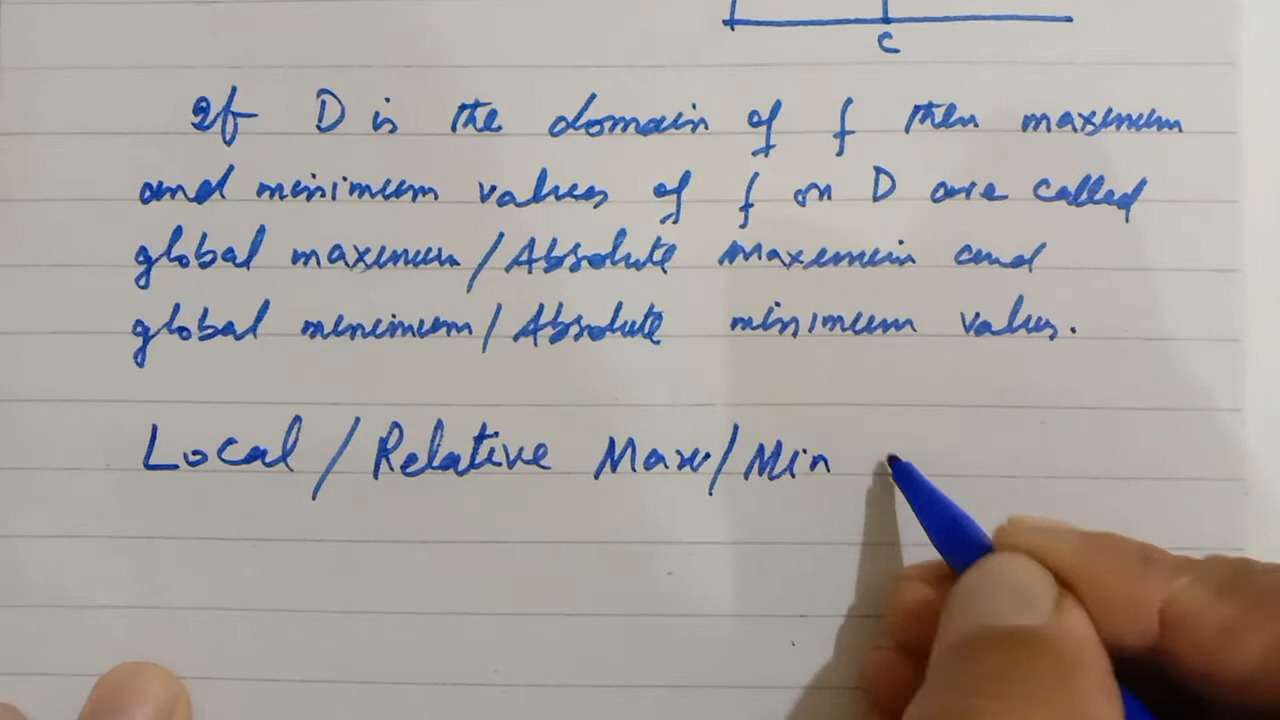 c
If D is the domain of f then maximum
and minimum values of f on D are called
global maximum/Absolute maximum and
global minimum/Absolute minimum values.
Local/Relative Max/Min